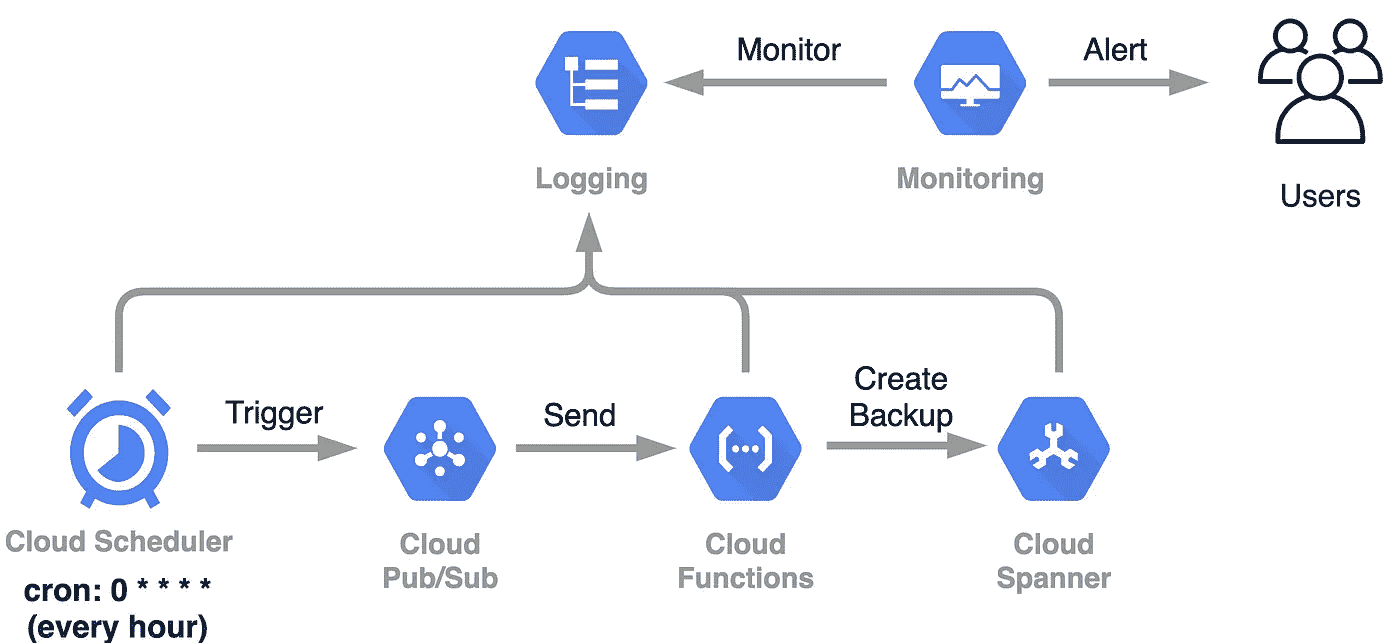 Monitor
Alert
Logging
Monitoring
Users
Trigger
Send
Create
Backup
Cloud Scheduler
cron: 0 * * * *
(every hour)
Cloud
Pub/Sub
Cloud
Functions
Cloud
Spanner